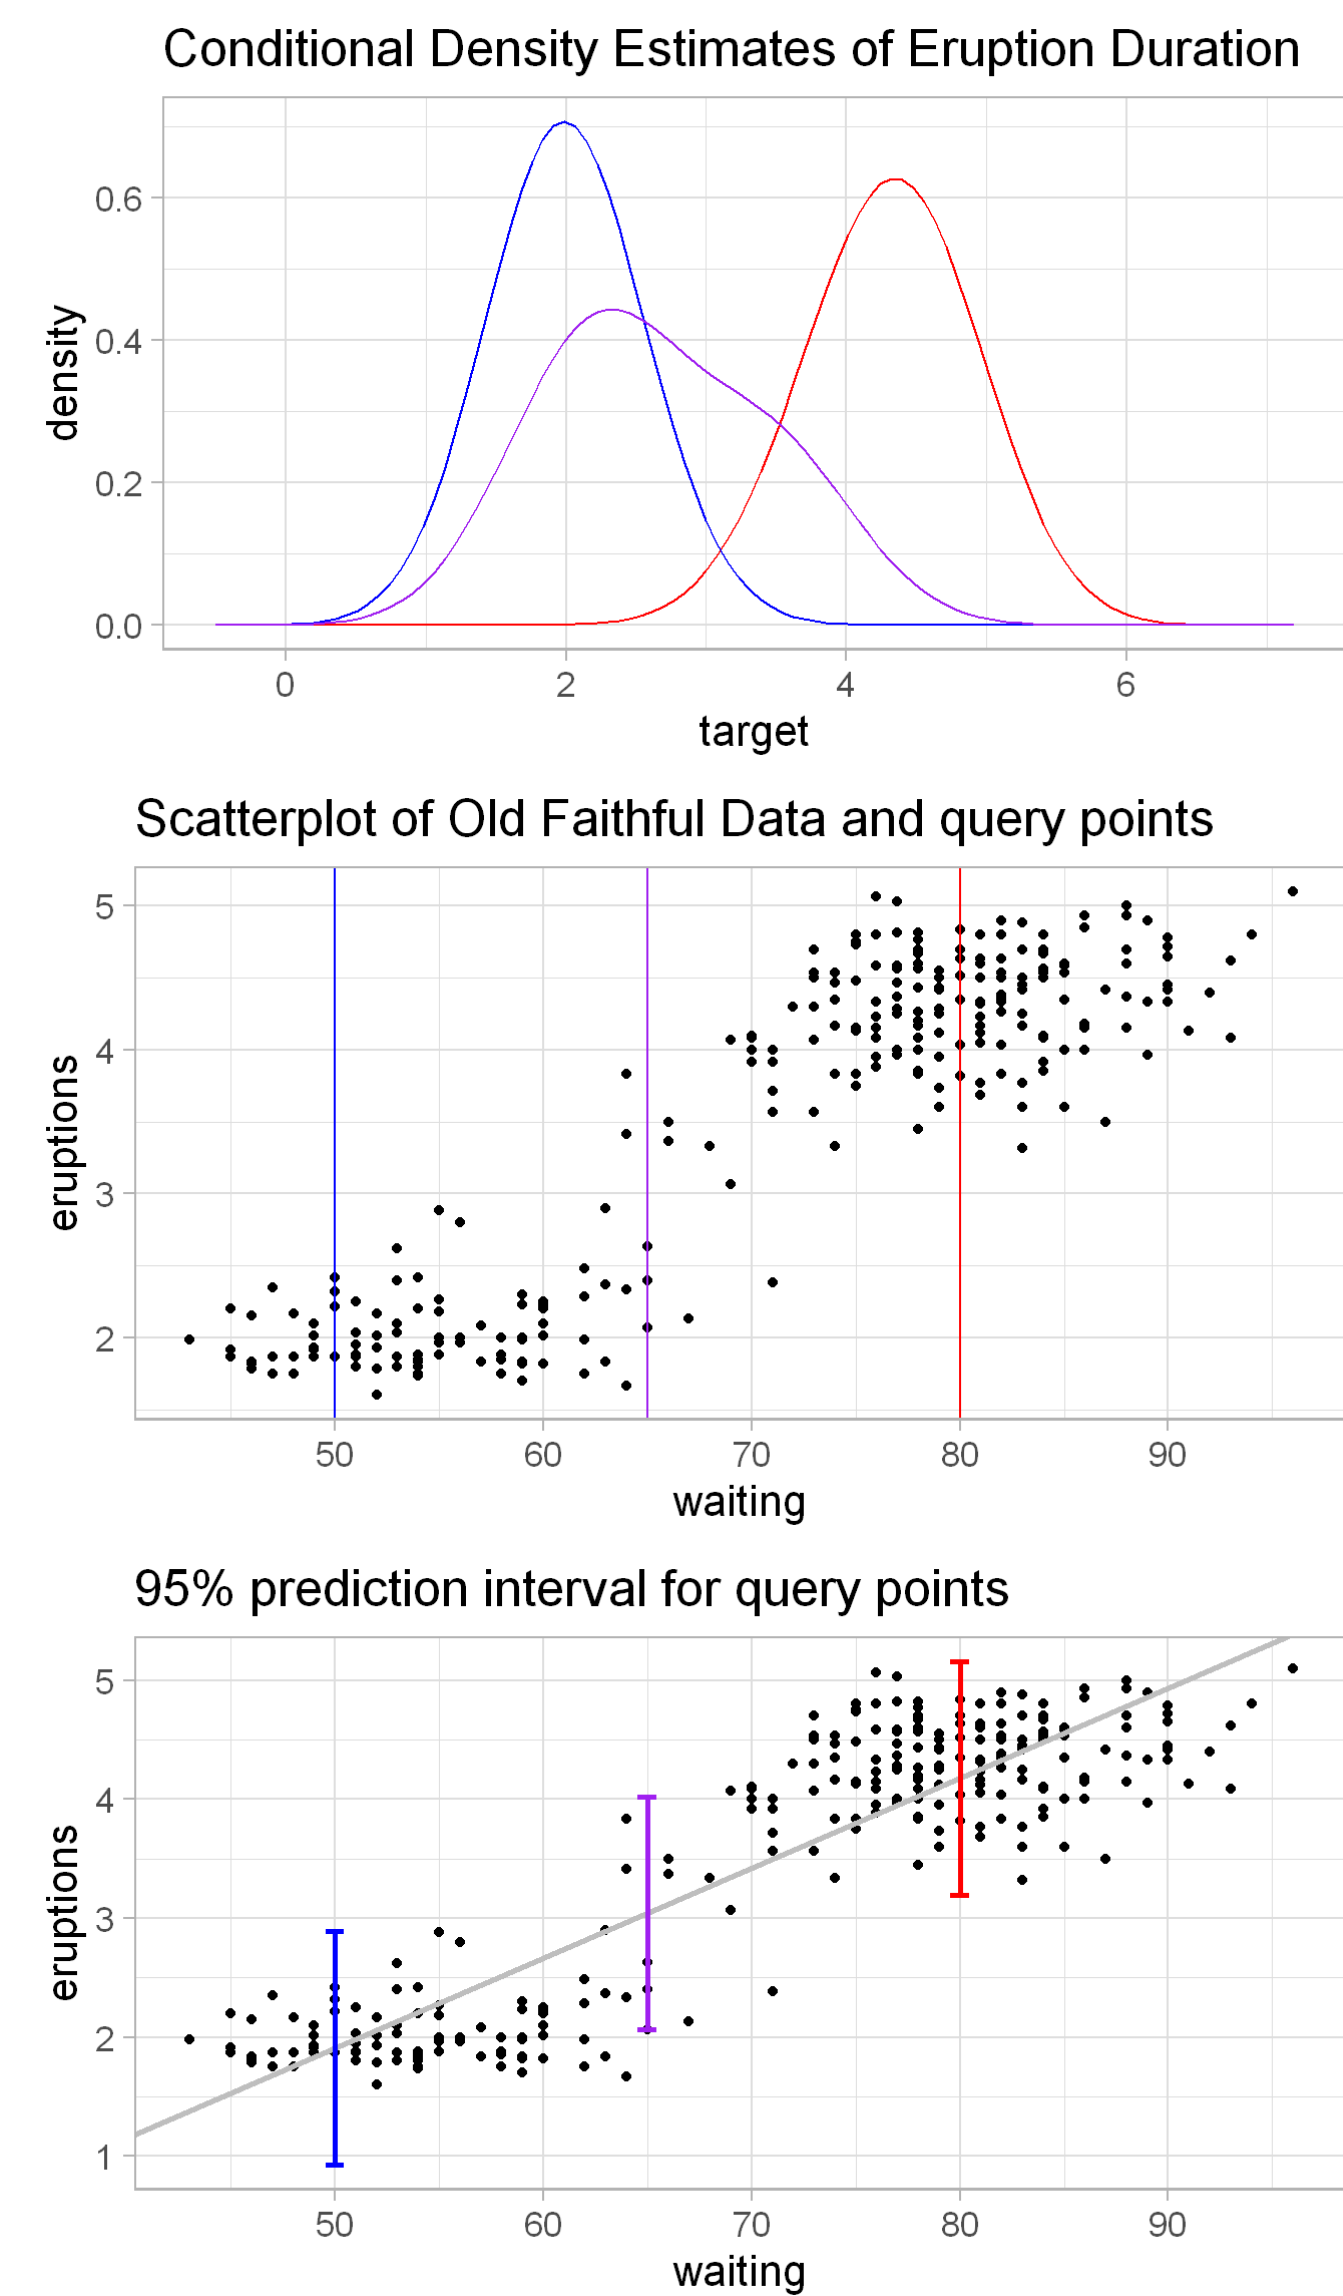 Conditional Density Estimates of Eruption Duration
density
0.6
0.4
0.2
0.0
0 2 4 6
target
Scatterplot of Old Faithful Data and query points
eruptions
5
4
3
2
50 60 70 80 90
waiting
95% prediction interval for query points
eruptions
5
4
3
2
1
50 60 70 80 90
waiting